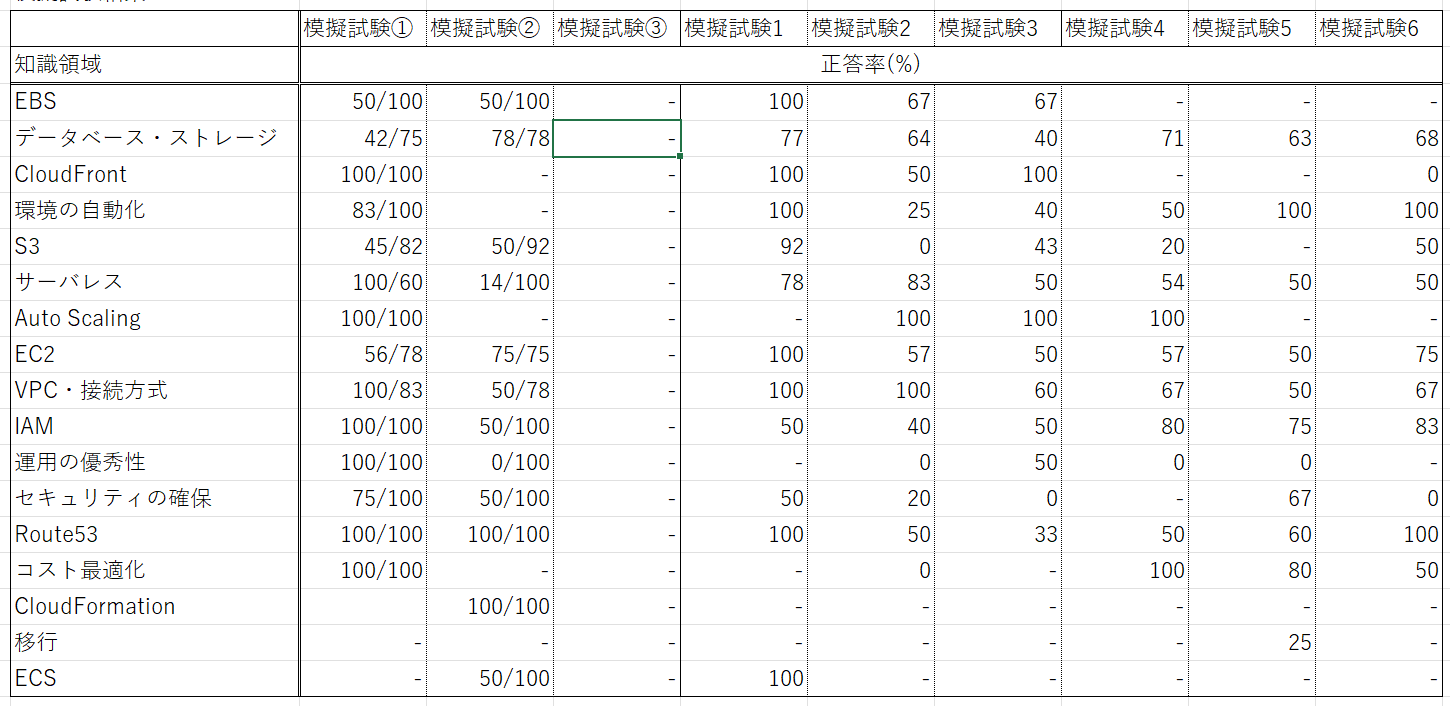 模擬試験① 模擬試験② 模擬試験③ 模擬試験1 模擬試験2 模擬試験3 模擬試験4 模擬試験5 模擬試験6
知識領域 正答率(%)
EBS 50/100 50/100 - 100 67 67 - - -
データベース・ストレージ 42/75 78/78 - 77 64 40 71 63 68
CloudFront 100/100 - - 100 50 100 - - 0
環境の自動化 83/100 - - 100 25 40 50 100 100
S3 45/82 50/92 - 92 0 43 20 - 50
サーバレス 100/60 14/100 - 78 83 50 54 50 50
Auto Scaling 100/100 - - - 100 100 100 - -
EC2 56/78 75/75 - 100 57 50 57 50 75
VPC・接続方式 100/83 50/78 - 100 100 60 67 50 67
IAM 100/100 50/100 - 50 40 50 80 75 83
運用の優秀性 100/100 0/100 - - 0 50 0 0 -
セキュリティの確保 75/100 50/100 - 50 20 0 - 67 0
Route53 100/100 100/100 - 100 50 33 50 60 100
コスト最適化 100/100 - - - 0 - 100 80 50
CloudFormation 100/100 - - - - - - -
移行 - - - - - - - 25 -
ECS - 50/100 - 100 - - - - -